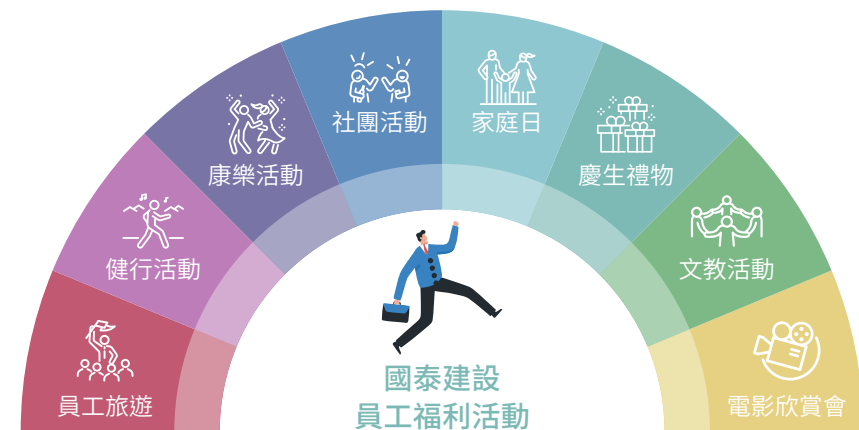 員工旅遊
健行活動
康樂活動
社團活動
家庭日
慶生禮物
文教活動
電影欣賞會
國泰建設
員工福利活動